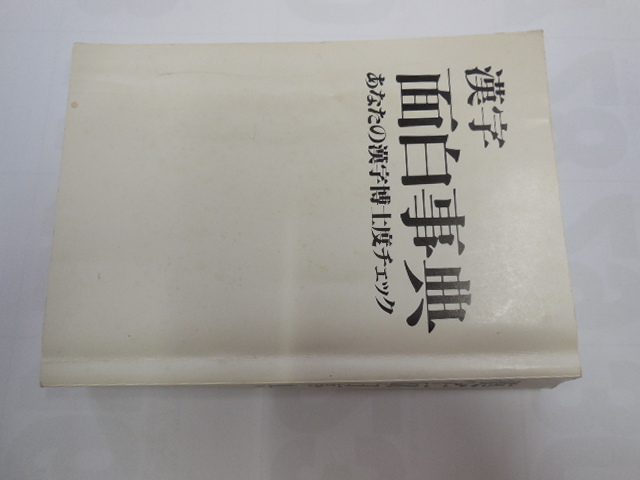 漢字
面白事典
あなたの漢字博士度チェック